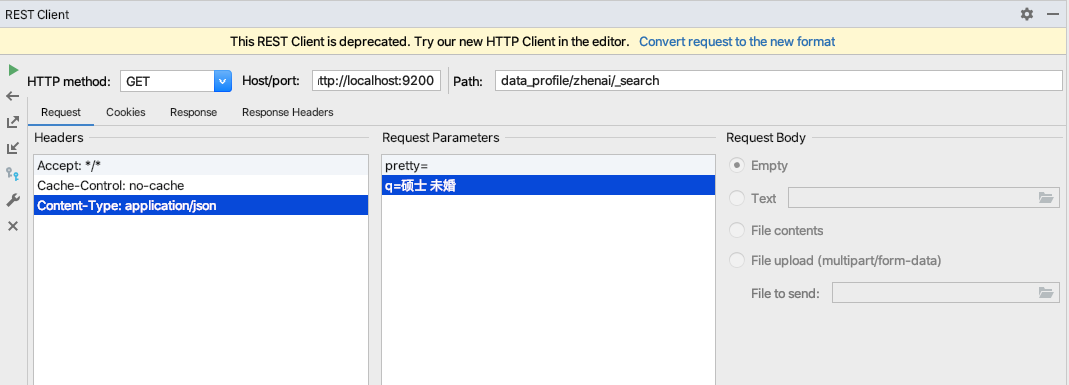 REST Client
This REST Client is deprecated. Try our new HTTP Client in the editor. Convert request to the new format
HTTP method: GET Host/port: ttp://localhost:9200 Path: data_profile/zhenai/_search
Request Cookies Response Response Headers
Headers Request Parameters Request Body
Accept: */* pretty= Empty
Cache-Control: no-cache q=硕士 未婚
Content-Type: application/json Text
File contents
File upload (multipart/form-data)
File to send: